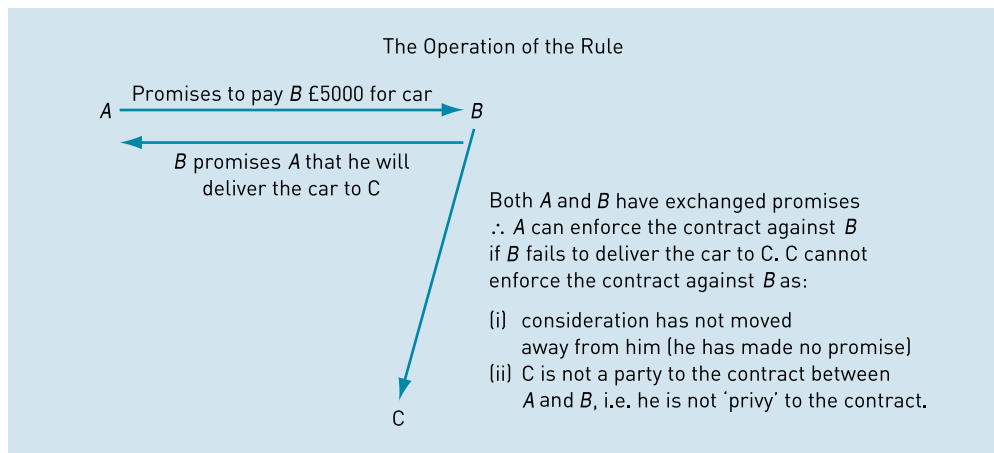 The Operation of the Rule
Promises to pay B £5000 for car
A
B
B promises A that he will
deliver the car to C
Both A and B have exchanged promises
∴ A can enforce the contract against B
if B fails to deliver the car to C. C cannot
enforce the contract against B as:
(i) consideration has not moved
away from him (he has made no promise)
(ii) C is not a party to the contract between
A and B, i.e. he is not ‘privy’ to the contract.
C